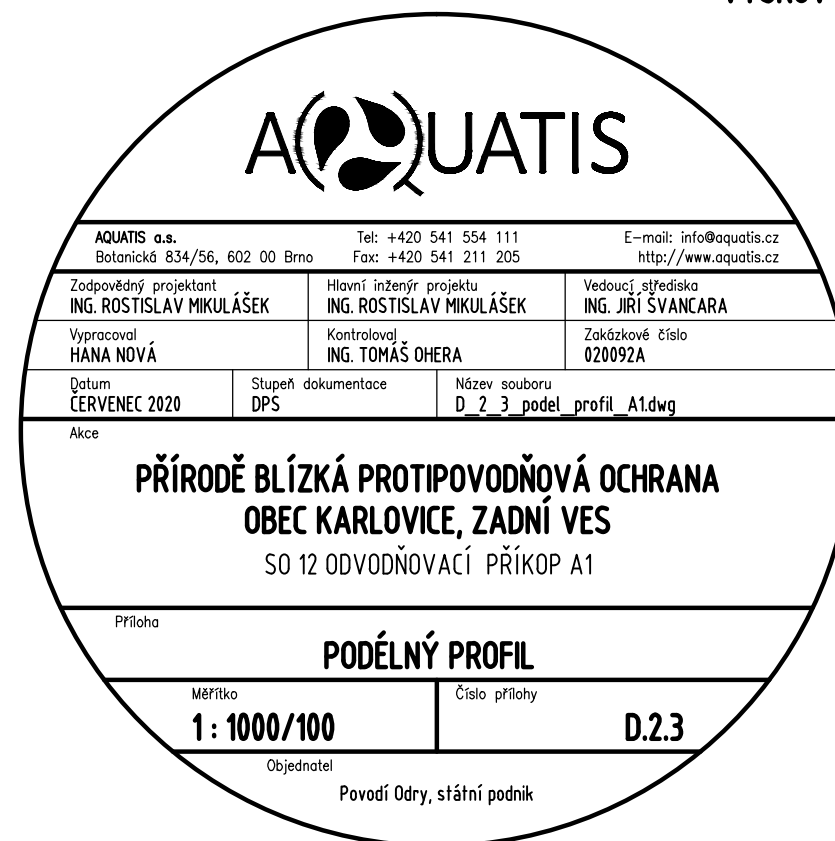 AQUATIS
AQUATIS a.s. Tel: +420 541 554 111 E-mail: info@aquatis.cz
Botanická 834/56, 602 00 Brno Fax: +420 541 211 205 http://www.aquatis.cz
Zodpovědný projektant Hlavní inženýr projektu Vedoucí střediska
ING. ROSTISLAV MIKULÁŠEK ING. ROSTISLAV MIKULÁŠEK ING. JIŘÍ ŠVANCARA
Vypracoval Kontroloval Zakázkové číslo
HANA NOVÁ ING. TOMÁŠ OHERA 020092A
Datum Stupeň dokumentace Název souboru
ČERVENEC 2020 DPS D_2_3_podel_profil_A1.dwg
Akce
PŘÍRODĚ BLÍZKÁ PROTIPOVODŇOVÁ OCHRANA
OBEC KARLOVICE, ZADNÍ VES
SO 12 ODVODŇOVACÍ PŘÍKOP A1
Příloha
PODÉLNÝ PROFIL
Měřítko Číslo přílohy
1 : 1000/100 D.2.3
Objednatel
Povodí Odry, státní podnik